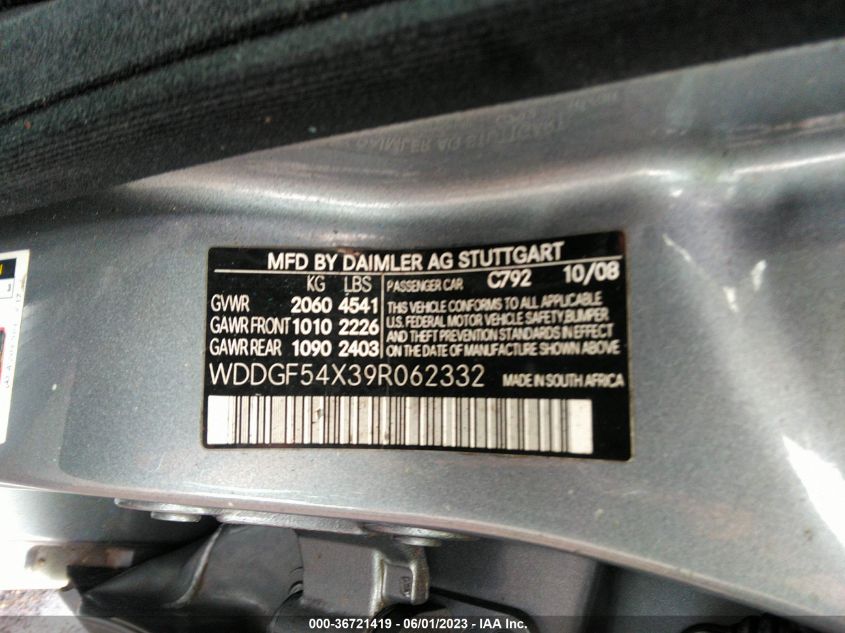 MFD BY DAIMLER AG STUTTGART
KG LBS PASSENGER CAR C792 10/08
GVWR 2060 4541 THIS VEHICLE CONFORMS TO ALL APPLICABLE
GAWR FRONT 1010 2226 U.S. FEDERAL MOTOR VEHICLE SAFETY, BUMPER
AND THEFT PREVENTION STANDARDS IN EFFECT
GAWR REAR 1090 2403 ON THE DATE OF MANUFACTURE SHOWN ABOVE
WDDGF54X39R062332 MADE IN SOUTH AFRICA
000-36721419 - 06/01/2023 - IAA Inc.